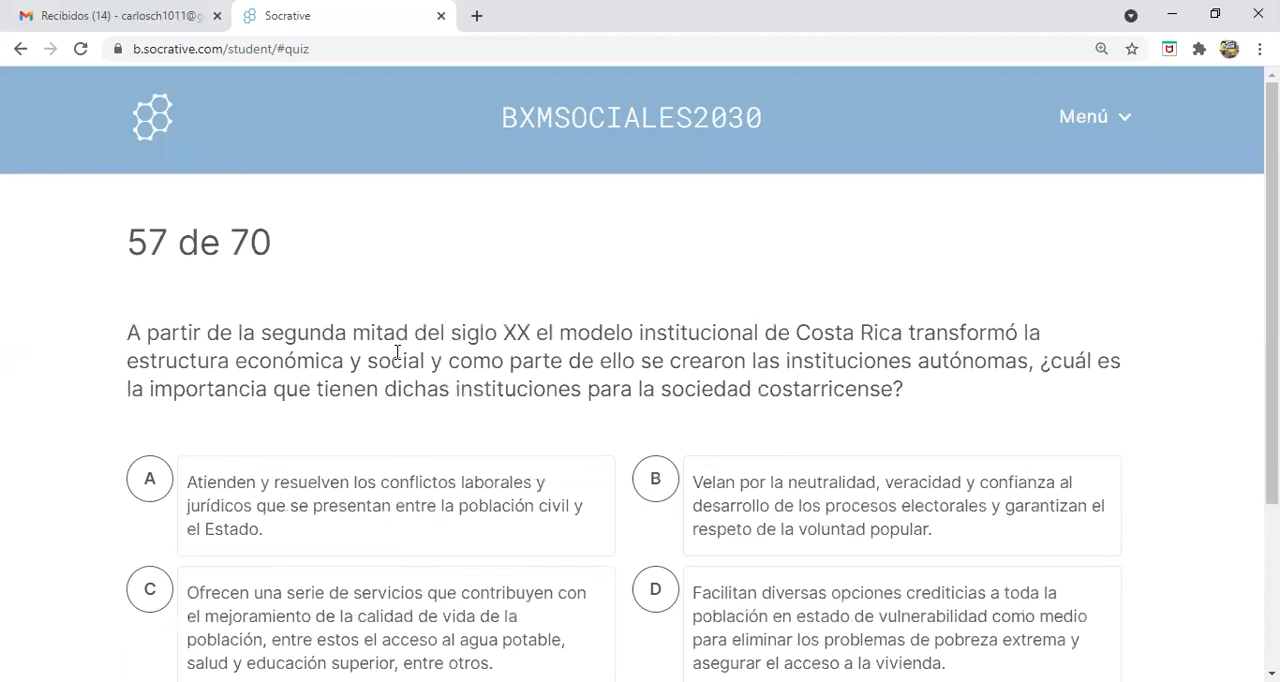 Recibidos (14) - carlosch1011@g
Socrative
b.socrative.com/student/#quiz
BXMSOCIALES2030
Menú
57 de 70
A partir de la segunda mitad del siglo XX el modelo institucional de Costa Rica transformó la
estructura económica y social y como parte de ello se crearon las instituciones autónomas, ¿cuál es
la importancia que tienen dichas instituciones para la sociedad costarricense?
A
Atienden y resuelven los conflictos laborales y
jurídicos que se presentan entre la población civil y
el Estado.
B
Velan por la neutralidad, veracidad y confianza al
desarrollo de los procesos electorales y garantizan el
respeto de la voluntad popular.
C
Ofrecen una serie de servicios que contribuyen con
el mejoramiento de la calidad de vida de la
población, entre estos el acceso al agua potable,
salud y educación superior, entre otros.
D
Facilitan diversas opciones crediticias a toda la
población en estado de vulnerabilidad como medio
para eliminar los problemas de pobreza extrema y
asegurar el acceso a la vivienda.